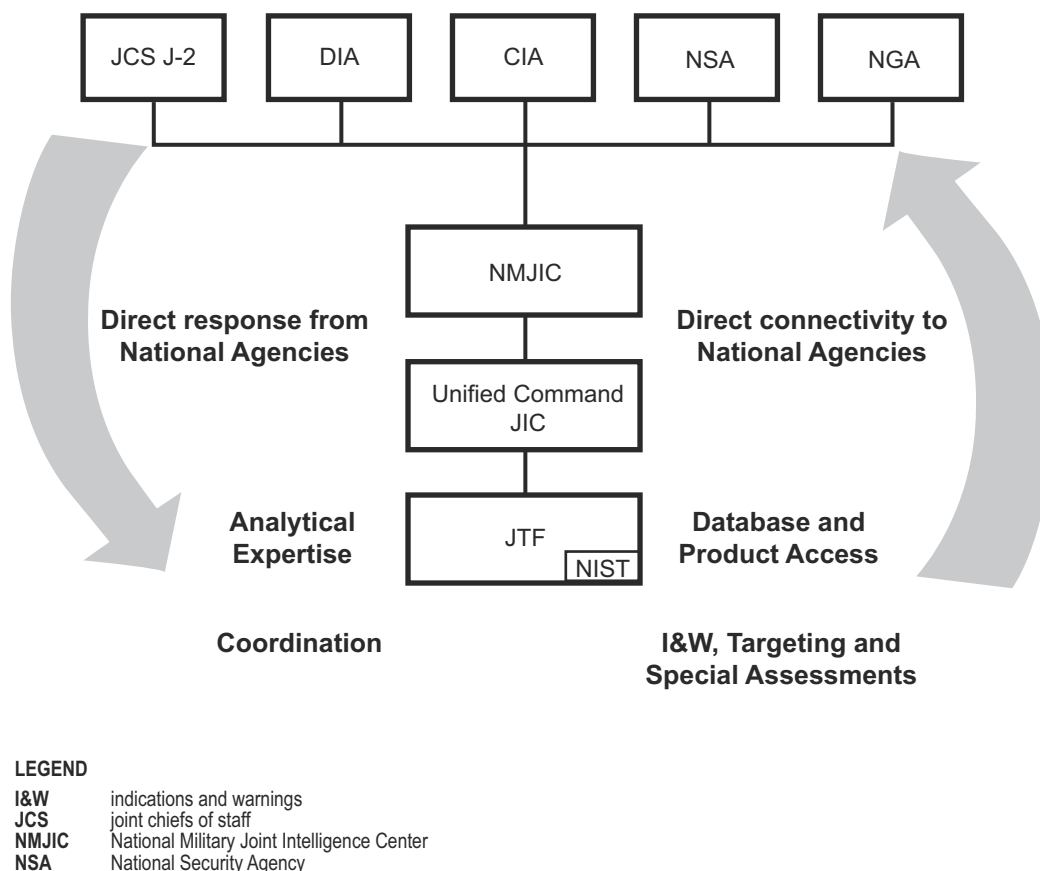 JCS J-2
DIA
CIA
NSA
NGA
NMJIC
Direct response from
National Agencies
Direct connectivity to
National Agencies
Unified Command
JIC
Analytical
Expertise
JTF
NIST
Database and
Product Access
Coordination
I&W, Targeting and
Special Assessments
LEGEND
I&W indications and warnings
JCS joint chiefs of staff
NMJIC National Military Joint Intelligence Center
NSA National Security Agency